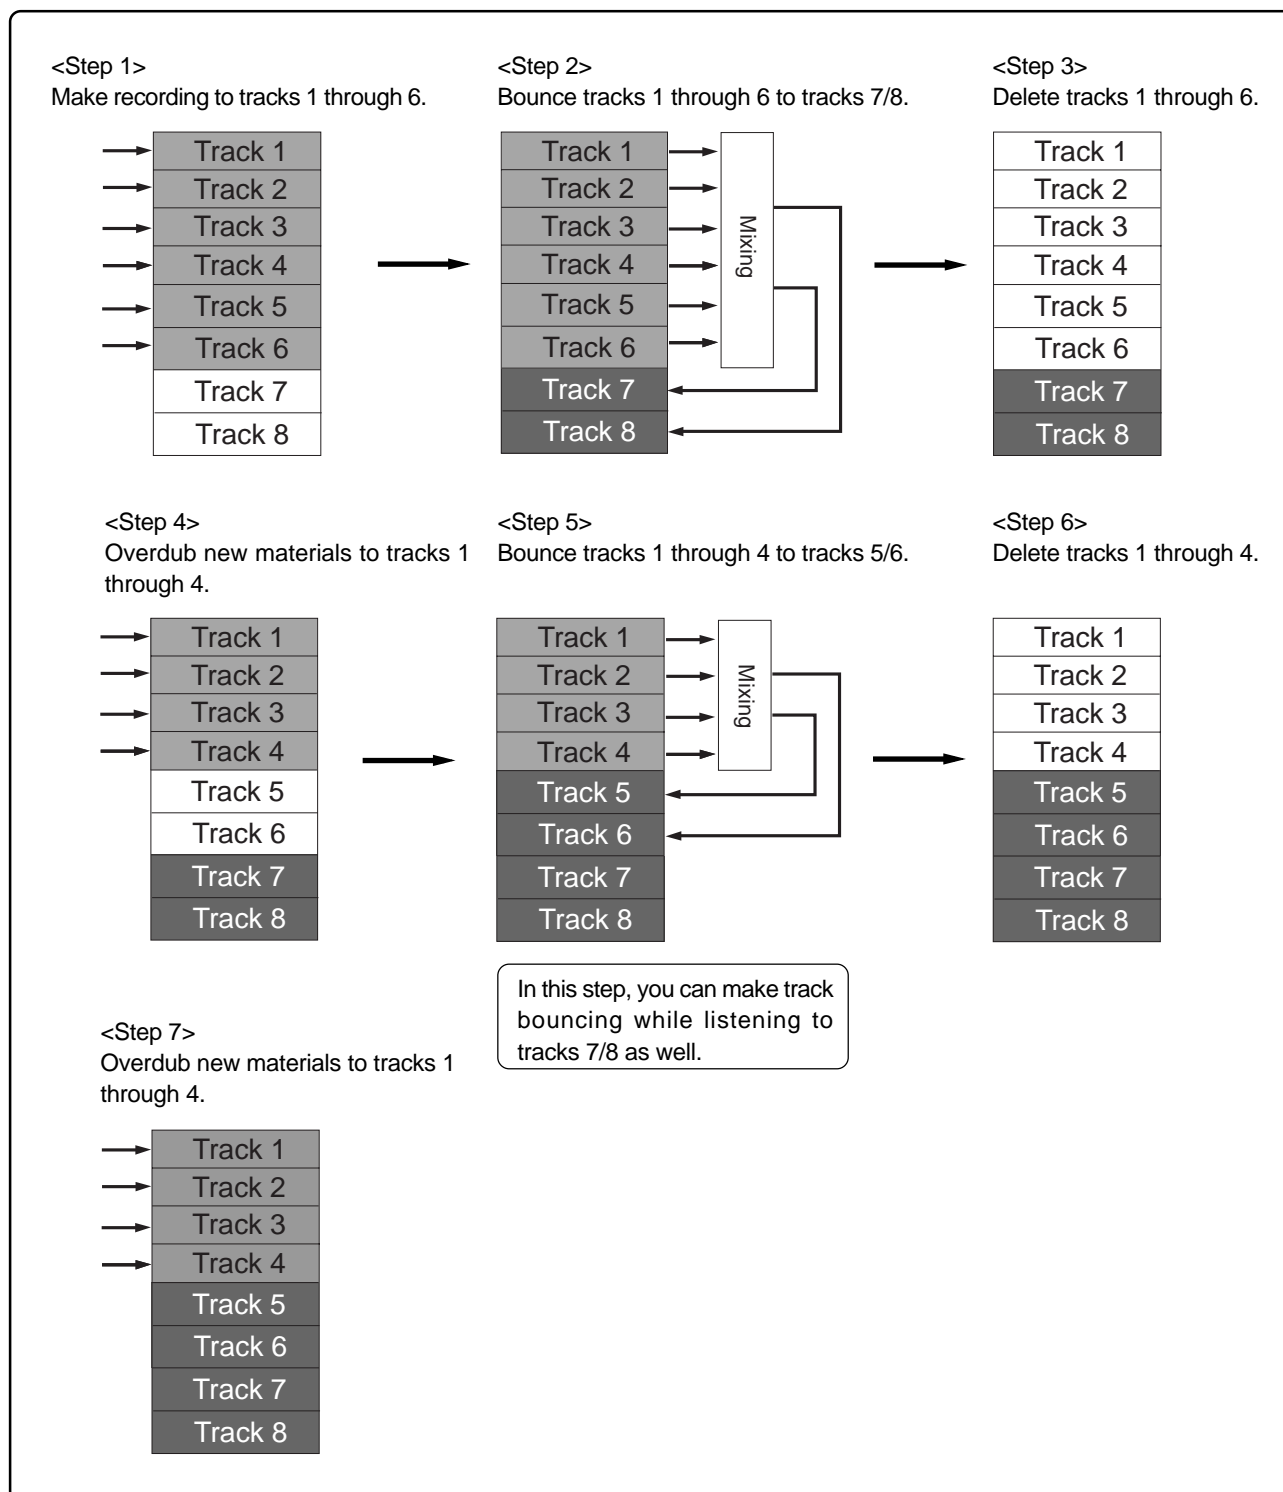 <Step 1>
Make recording to tracks 1 through 6.
Track 1
Track 2
Track 3
Track 4
Track 5
Track 6
Track 7
Track 8
<Step 2>
Bounce tracks 1 through 6 to tracks 7/8.
Track 1
Track 2
Track 3
Track 4
Track 5
Track 6
Track 7
Track 8
Mixing
<Step 3>
Delete tracks 1 through 6.
Track 1
Track 2
Track 3
Track 4
Track 5
Track 6
Track 7
Track 8
<Step 4>
Overdub new materials to tracks 1
through 4.
Track 1
Track 2
Track 3
Track 4
Track 5
Track 6
Track 7
Track 8
<Step 5>
Bounce tracks 1 through 4 to tracks 5/6.
Track 1
Track 2
Track 3
Track 4
Track 5
Track 6
Track 7
Track 8
Mixing
In this step, you can make track
bouncing while listening to
tracks 7/8 as well.
<Step 6>
Delete tracks 1 through 4.
Track 1
Track 2
Track 3
Track 4
Track 5
Track 6
Track 7
Track 8
<Step 7>
Overdub new materials to tracks 1
through 4.
Track 1
Track 2
Track 3
Track 4
Track 5
Track 6
Track 7
Track 8